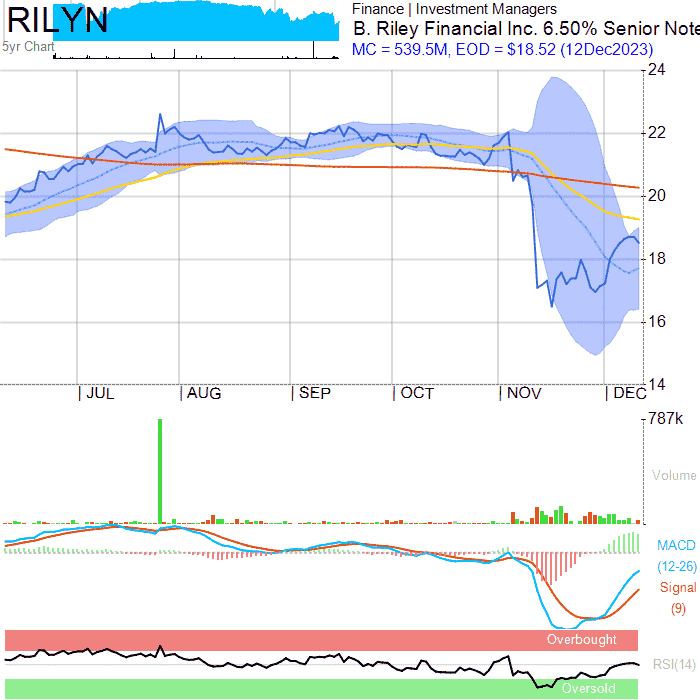 RILYN
Finance | Investment Managers
B. Riley Financial Inc. 6.50% Senior Note
MC = 539.5M, EOD = $18.52 (12Dec2023)
5yr Chart
24
22
20
18
16
14
| JUL | AUG | SEP | OCT | NOV | DEC
787k
Volume
MACD
(12-26)
Signal
(9)
Overbought
RSI(14)
Oversold